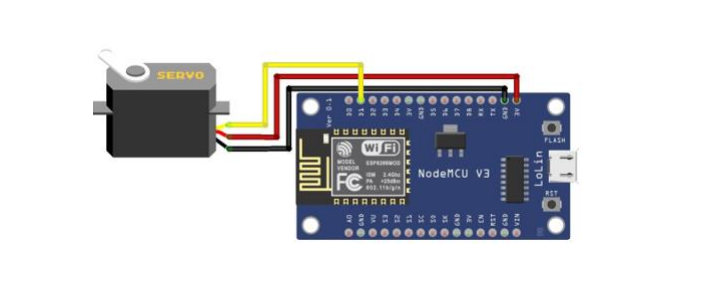 SERVO
D0 D1 D2 D3 D4 3V GND D5 D6 D7 D8 RX TX GND 3V
Ver 0.1
FLASH
WiFi
MODEL
VENDOR
ESP8266MOD
ISM 2.4GHz
PA +25dBm
802.11b/g/n
FC
NodeMCU V3
LoLin
RST
A0 GND VU S3 S2 S1 SC S0 SK GND 3V EN RST GND VIN